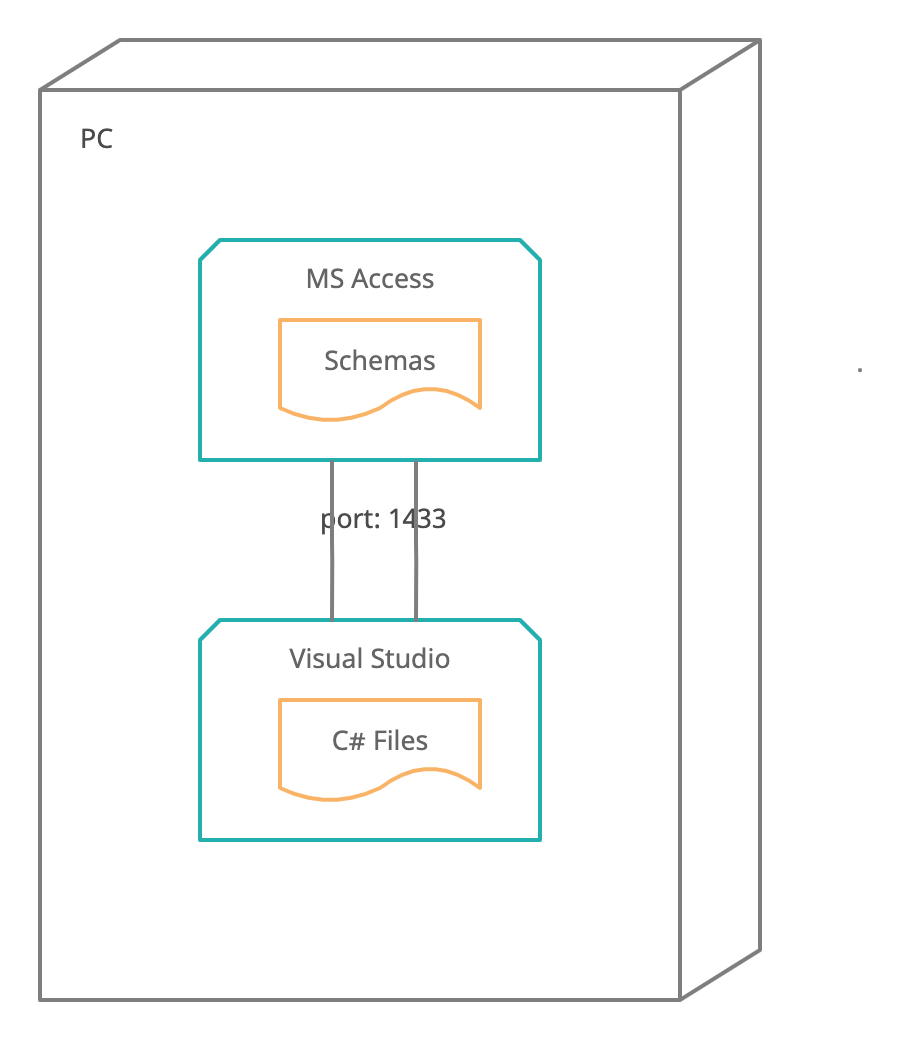 PC
MS Access
Schemas
port: 1433
Visual Studio
C# Files